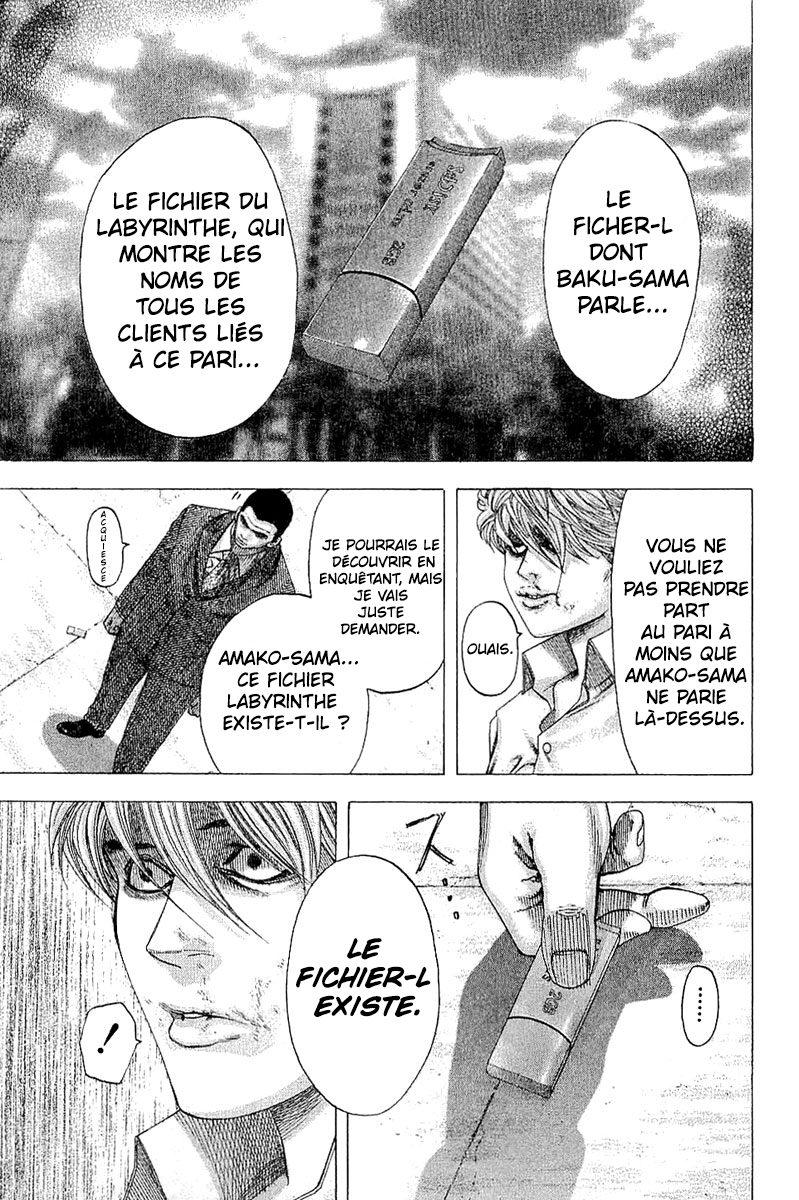 LE
FICHER-L
DONT
BAKU-SAMA
PARLE...
LE FICHIER DU
LABYRINTHE, QUI
MONTRE LES
NOMS DE
TOUS LES
CLIENTS LIÉS
À CE PARI...
2GB
VOUS NE
VOULIEZ
PAS PRENDRE
PART
AU PARI À
MOINS QUE
AMAKO-SAMA
NE PARIE
LÀ-DESSUS.
OUAIS.
JE POURRAIS LE
DÉCOUVRIR EN
ENQUÊTANT, MAIS
JE VAIS
JUSTE
DEMANDER.
AMAKO-SAMA...
CE FICHIER
LABYRINTHE
EXISTE-T-IL ?
ACQUIESCE
ス
2GB
......
LE
FICHIER-L
EXISTE.
!